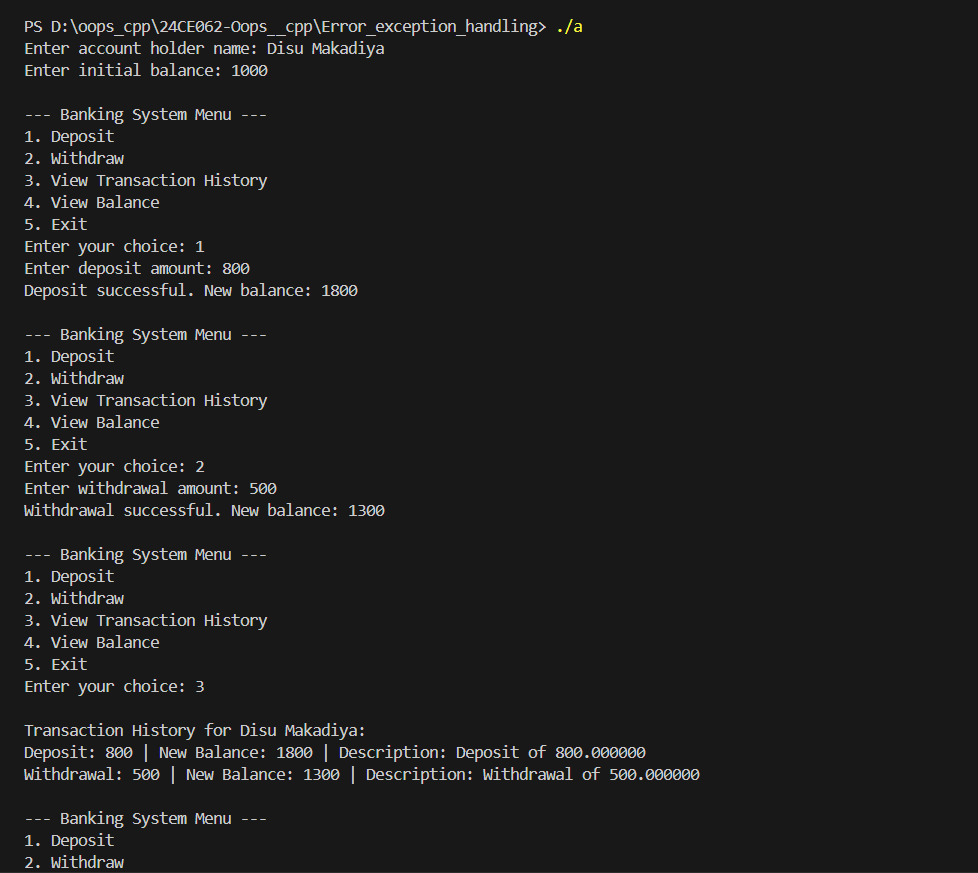 PS D:\oops_cpp\24CE062-Oops__cpp\Error_exception_handling> ./a
Enter account holder name: Disu Makadiya
Enter initial balance: 1000
--- Banking System Menu ---
1. Deposit
2. Withdraw
3. View Transaction History
4. View Balance
5. Exit
Enter your choice: 1
Enter deposit amount: 800
Deposit successful. New balance: 1800
--- Banking System Menu ---
1. Deposit
2. Withdraw
3. View Transaction History
4. View Balance
5. Exit
Enter your choice: 2
Enter withdrawal amount: 500
Withdrawal successful. New balance: 1300
--- Banking System Menu ---
1. Deposit
2. Withdraw
3. View Transaction History
4. View Balance
5. Exit
Enter your choice: 3
Transaction History for Disu Makadiya:
Deposit: 800 | New Balance: 1800 | Description: Deposit of 800.000000
Withdrawal: 500 | New Balance: 1300 | Description: Withdrawal of 500.000000
--- Banking System Menu ---
1. Deposit
2. Withdraw